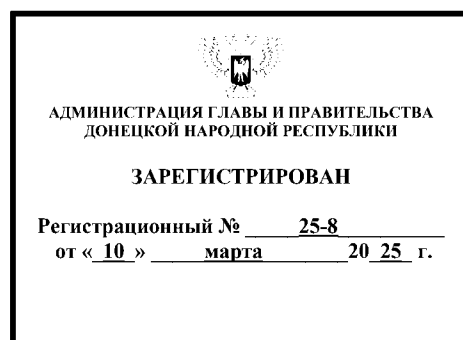 АДМИНИСТРАЦИЯ ГЛАВЫ И ПРАВИТЕЛЬСТВА
ДОНЕЦКОЙ НАРОДНОЙ РЕСПУБЛИКИ
ЗАРЕГИСТРИРОВАН
Регистрационный № 25-8
от « 10 » марта 20 25 г.